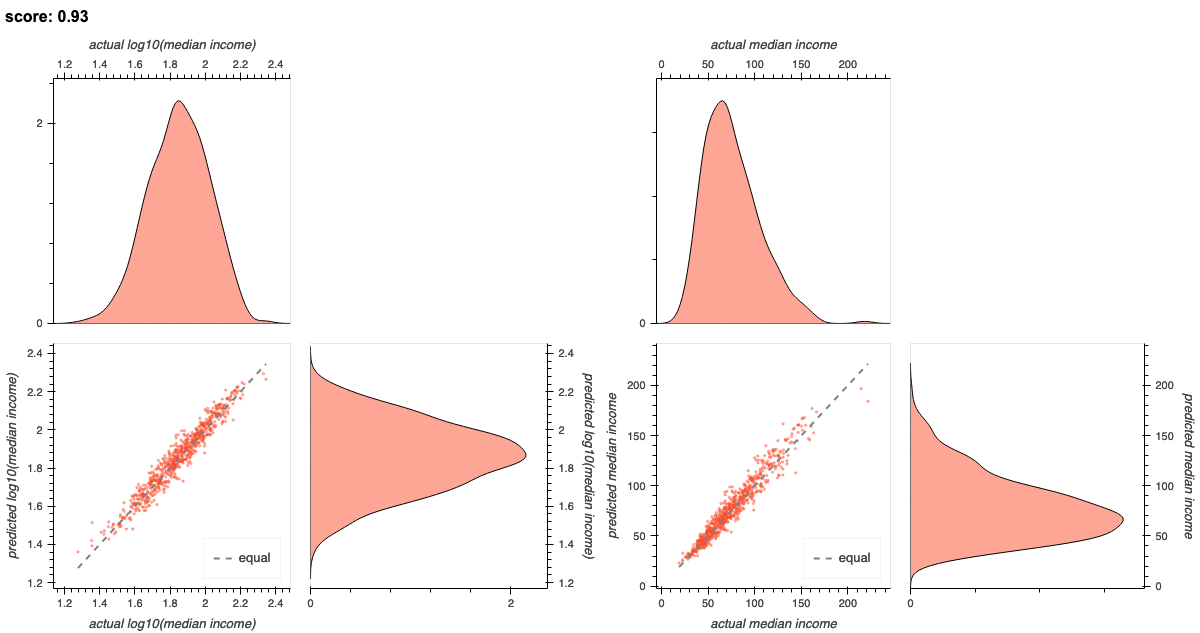 score: 0.93
actual log10(median income)
1.2 1.4 1.6 1.8 2 2.2 2.4
2
0
actual median income
0 50 100 150 200
0
predicted log10(median income)
2.4
2.2
2
1.8
1.6
1.4
1.2
equal
1.2 1.4 1.6 1.8 2 2.2 2.4
actual log10(median income)
0 2
2.4
2.2
2
1.8
1.6
1.4
1.2
predicted log10(median income)
predicted median income
200
150
100
50
0
equal
0 50 100 150 200
actual median income
0
200
150
100
50
0
predicted median income